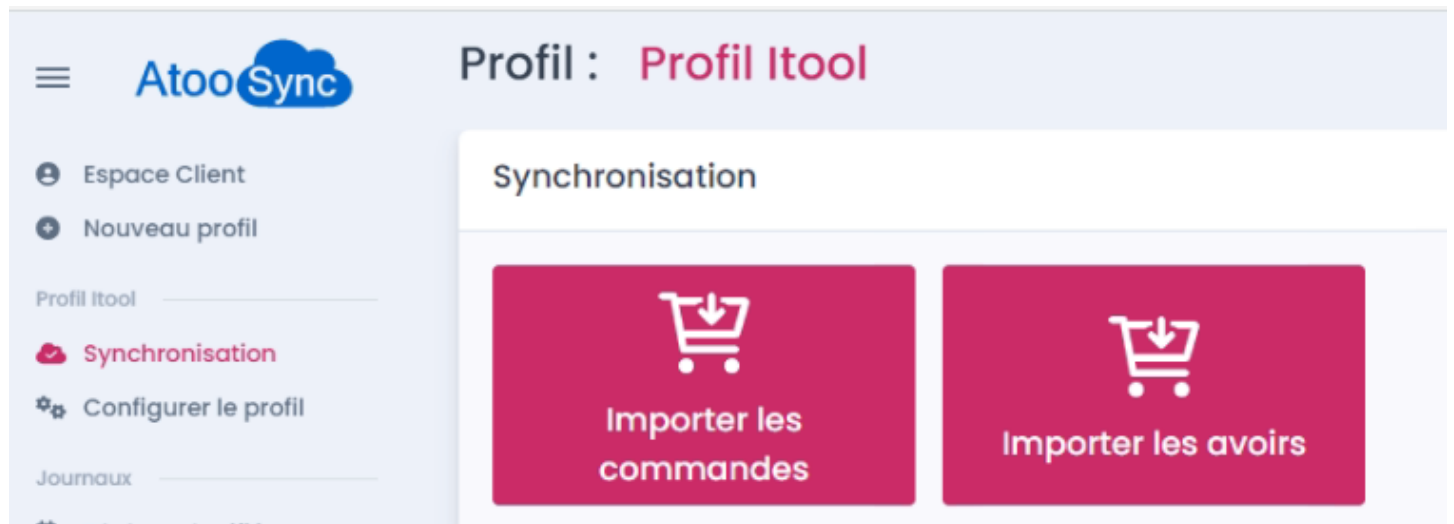 AtooSync
Profil : Profil Itool
Espace Client
Nouveau profil
Profil Itool
Synchronisation
Configurer le profil
Journaux
Synchronisation
Importer les
commandes
Importer les avoirs